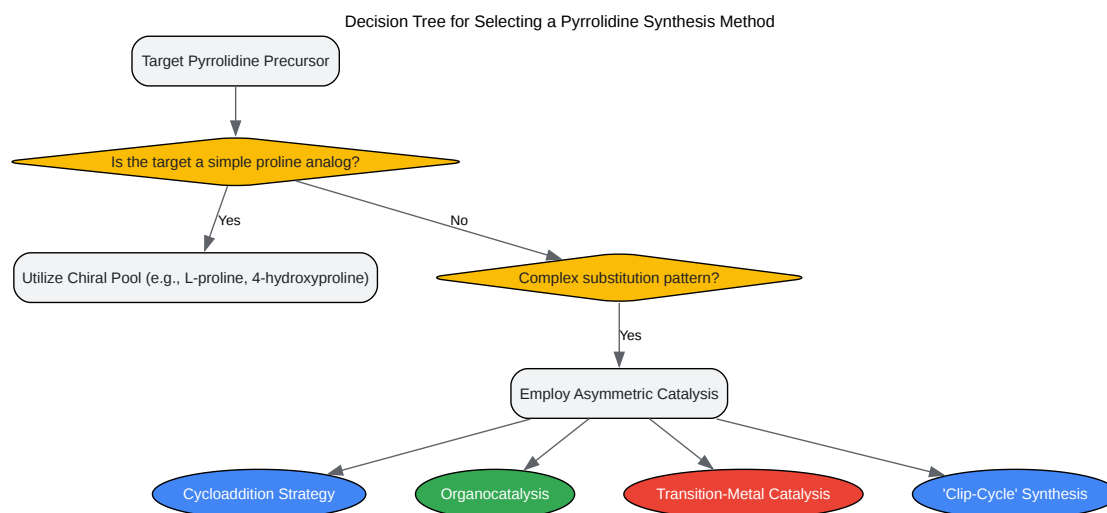 Decision Tree for Selecting a Pyrrolidine Synthesis Method
Target Pyrrolidine Precursor
Is the target a simple proline analog?
Yes
No
Utilize Chiral Pool (e.g., L-proline, 4-hydroxyproline)
Complex substitution pattern?
Yes
Employ Asymmetric Catalysis
Cycloaddition Strategy
Organocatalysis
Transition-Metal Catalysis
'Clip-Cycle' Synthesis